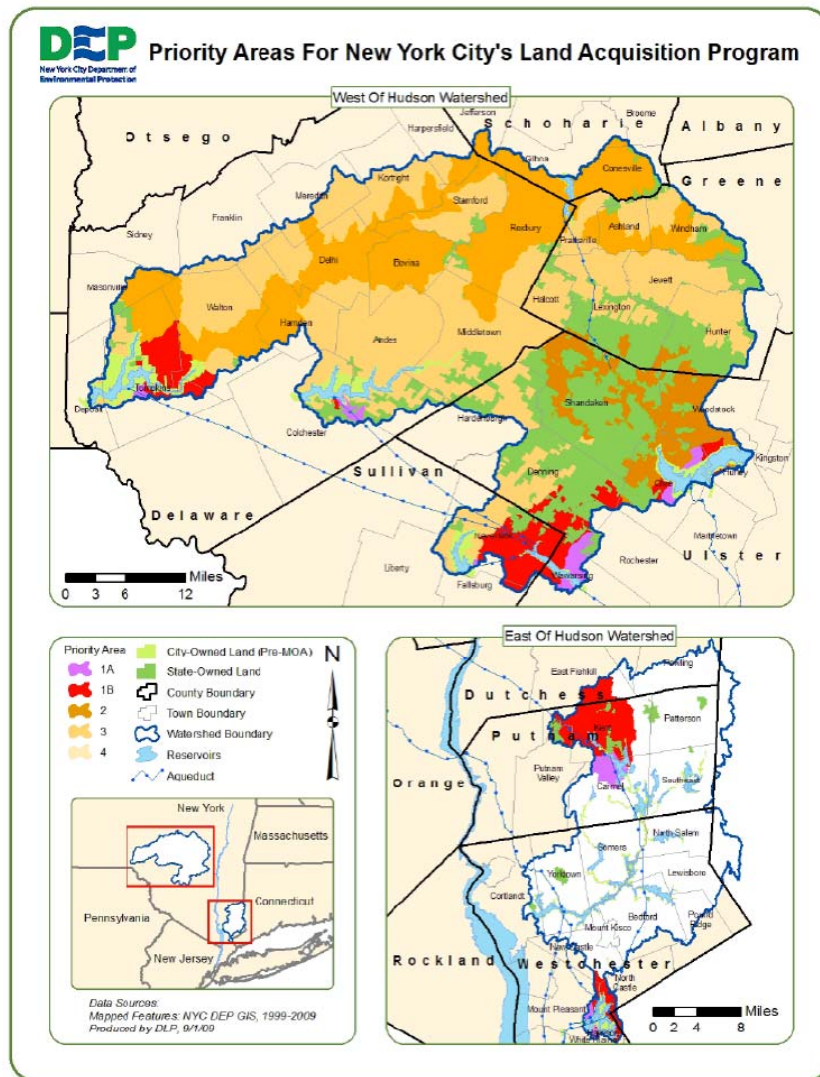 DEP
New York City Department of
Environmental Protection
Priority Areas For New York City's Land Acquisition Program
West Of Hudson Watershed
Jefferson
Broome
Harpersfield
Schoharie
Albany
Otsego
Gilboa
Conesville
Greene
Kortright
Meredith
Stamford
Franklin
Sidney
Roxbury
Ashland
Windham
Prattsville
Delhi
Bovina
Masonville
Walton
Jewett
Halcott
Lexington
Hamden
Andes
Middletown
Hunter
Tompkins
Shandaken
Woodstock
Deposit
Hardenburgh
Colchester
Kingston
Sullivan
Denning
Olive
Hurley
Delaware
Marbletown
Neversink
Ulster
Rochester
Liberty
Wawarsing
Fallsburg
Miles
0 3 6 12
Priority Area
1A
1B
2
3
4
City-Owned Land (Pre-MOA)
State-Owned Land
County Boundary
Town Boundary
Watershed Boundary
Reservoirs
Aqueduct
N
New York
Massachusetts
Connecticut
Pennsylvania
New Jersey
Data Sources:
Mapped Features: NYC DEP GIS, 1999-2009
Produced by DLP, 9/1/09
East Of Hudson Watershed
Pawling
East Fishkill
Dutchess
Kent
Patterson
Putnam
Putnam
Valley
Orange
Carmel
Southeast
North Salem
Somers
Yorktown
Lewisboro
Cortlandt
Bedford
Pound
Ridge
Mount Kisco
New Castle
Rockland
Westchester
North
Castle
Mount Pleasant
White Plains
Miles
0 2 4 8